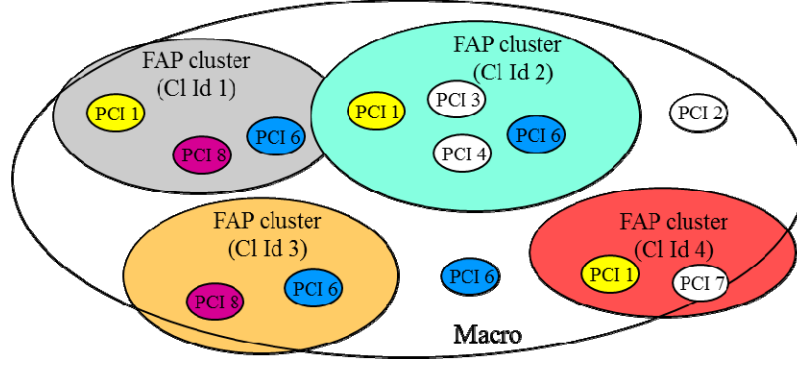 FAP cluster
(Cl Id 1)
PCI 1
PCI 8
PCI 6
FAP cluster
(Cl Id 2)
PCI 1
PCI 3
PCI 4
PCI 6
PCI 2
FAP cluster
(Cl Id 3)
PCI 8
PCI 6
PCI 6
FAP cluster
(Cl Id 4)
PCI 1
PCI 7
Macro